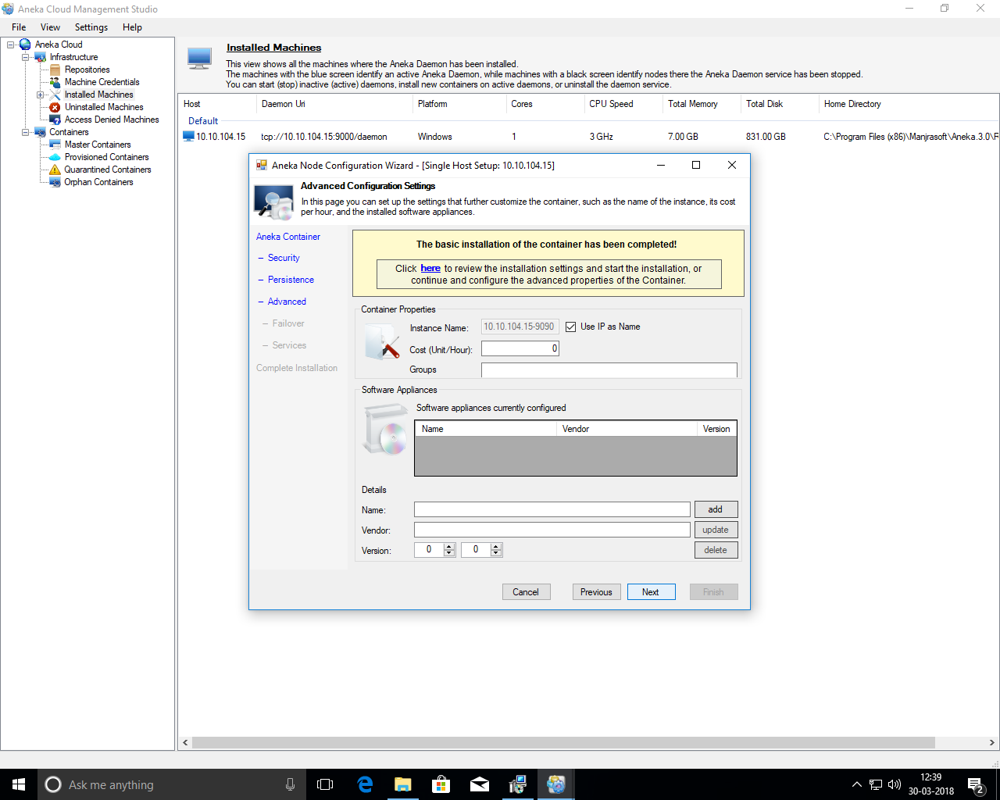 Aneka Cloud Management Studio
File View Settings Help
Aneka Cloud
Infrastructure
Repositories
Machine Credentials
Installed Machines
Uninstalled Machines
Access Denied Machines
Containers
Master Containers
Provisioned Containers
Quarantined Containers
Orphan Containers
Installed Machines
This view shows all the machines where the Aneka Daemon has been installed.
The machines with the blue screen identify an active Aneka Daemon, while machines with a black screen identify nodes there the Aneka Daemon service has been stopped.
You can start (stop) inactive (active) daemons, install new containers on active daemons, or uninstall the daemon service.
Host Daemon Uri Platform Cores CPU Speed Total Memory Total Disk Home Directory
Default
10.10.104.15 tcp://10.10.104.15:9000/daemon Windows 1 3 GHz 7.00 GB 831.00 GB C:\Program Files (x86)\Manjrasoft\Aneka.3.0\R
Aneka Node Configuration Wizard - [Single Host Setup: 10.10.104.15]
Advanced Configuration Settings
In this page you can set up the settings that further customize the container, such as the name of the instance, its cost
per hour, and the installed software appliances.
Aneka Container
– Security
– Persistence
– Advanced
– Failover
– Services
Complete Installation
The basic installation of the container has been completed!
Click here to review the installation settings and start the installation, or
continue and configure the advanced properties of the Container.
Container Properties
Instance Name: 10.10.104.15-9090 Use IP as Name
Cost (Unit/Hour): 0
Groups
Software Appliances
Software appliances currently configured
Name Vendor Version
Details
Name: add
Vendor: update
Version: 0 0 delete
Cancel Previous Next Finish
Ask me anything
12:39
30-03-2018
2